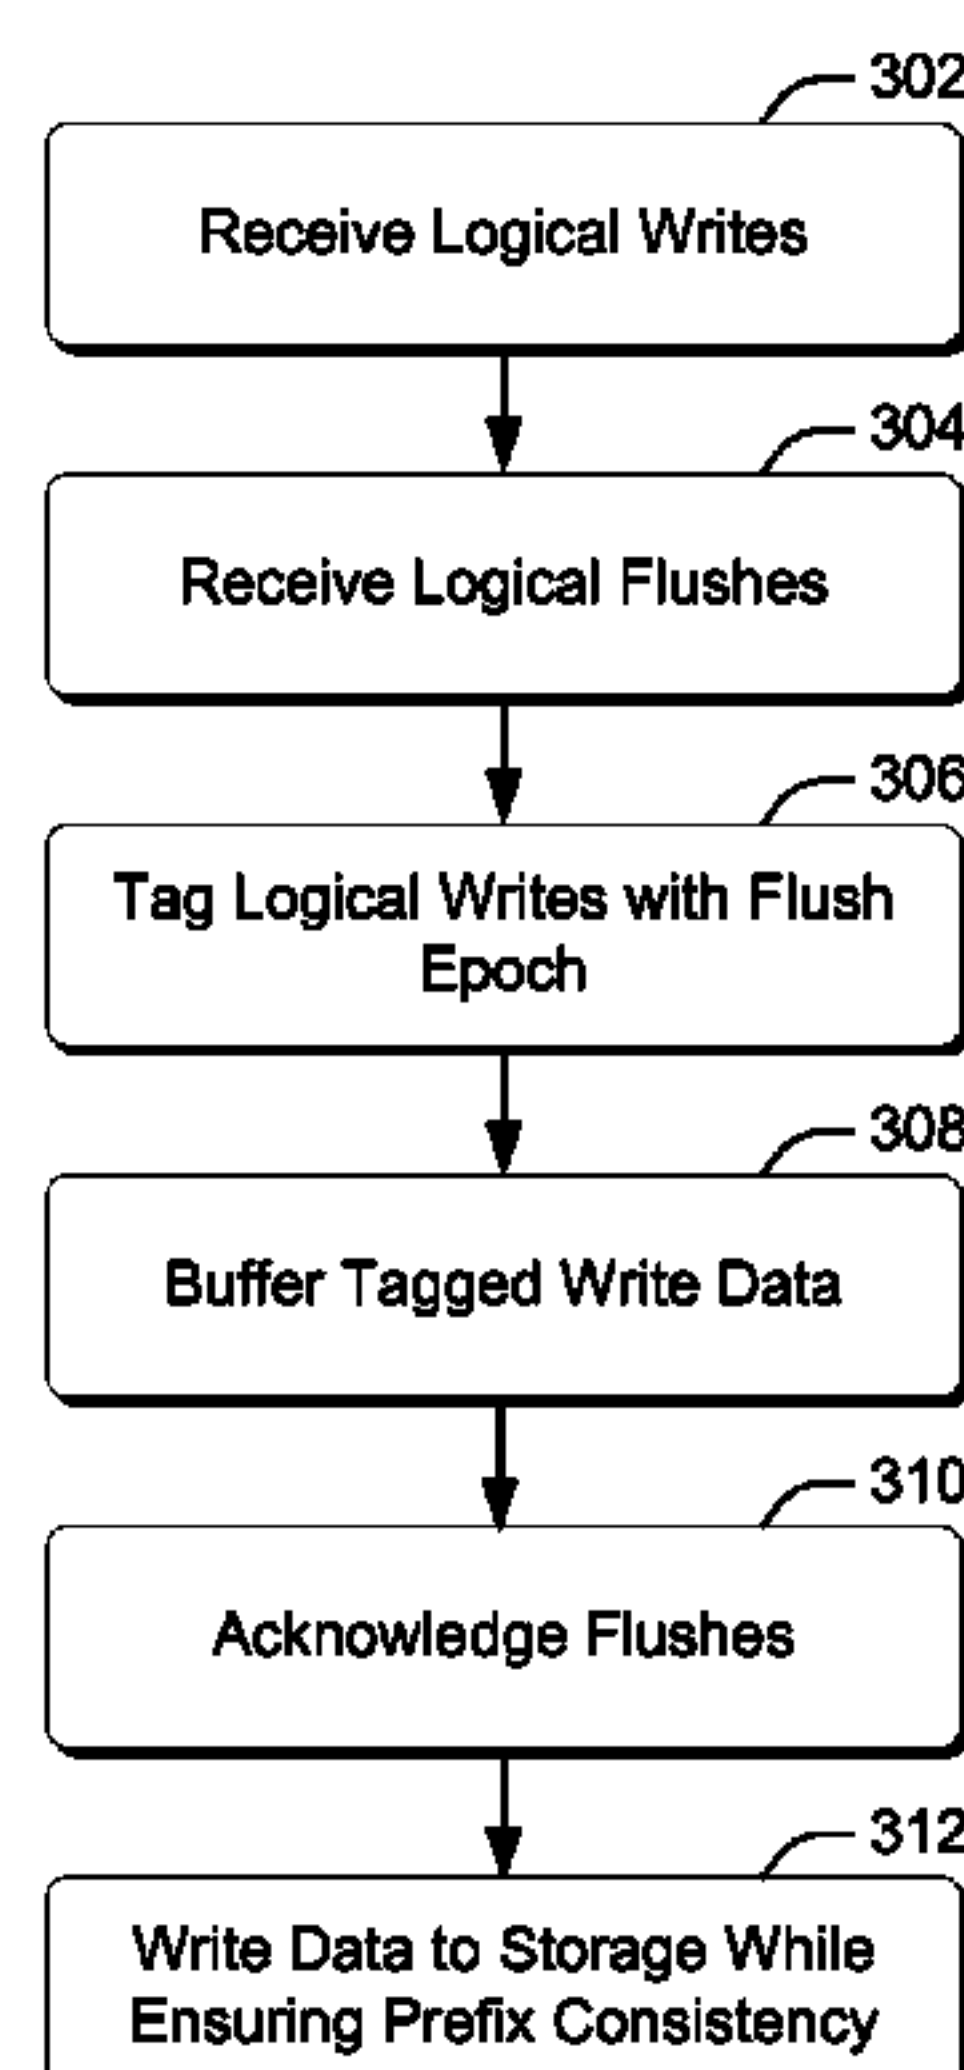 302
Receive Logical Writes
304
Receive Logical Flushes
306
Tag Logical Writes with Flush
Epoch
308
Buffer Tagged Write Data
310
Acknowledge Flushes
312
Write Data to Storage While
Ensuring Prefix Consistency